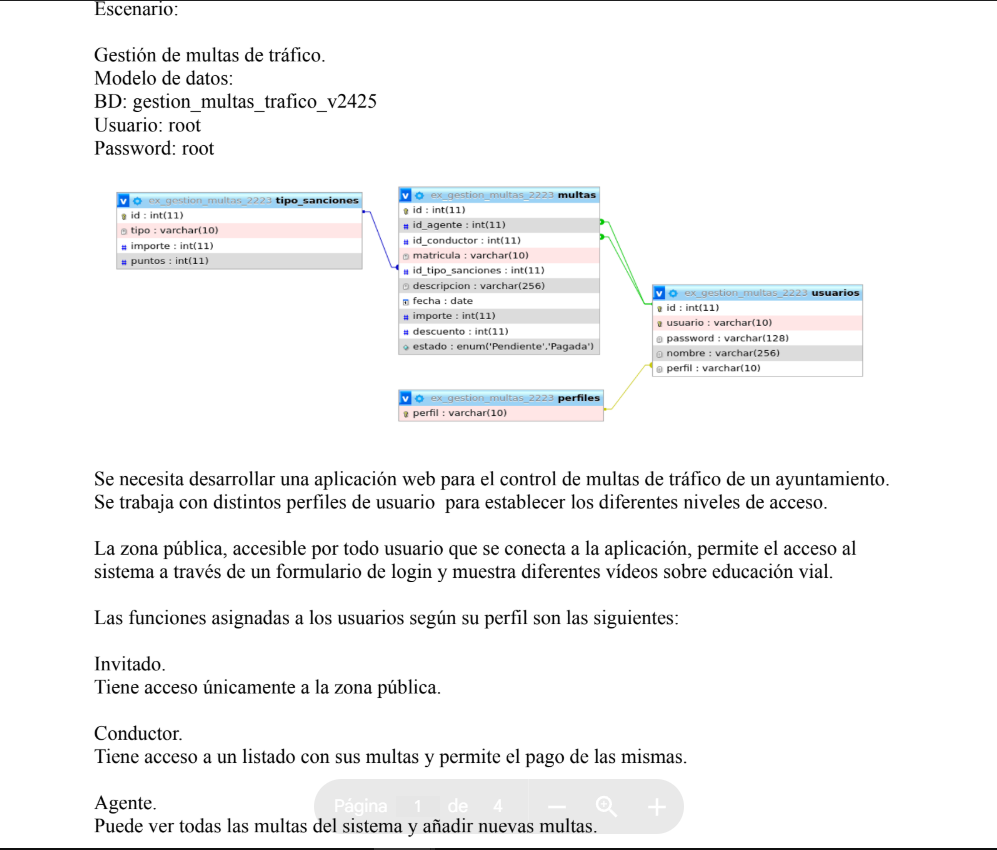 Escenario:
Gestión de multas de tráfico.
Modelo de datos:
BD: gestion_multas_trafico_v2425
Usuario: root
Password: root
ex_gestion_multas_2223 tipo_sanciones
id : int(11)
tipo : varchar(10)
importe : int(11)
puntos : int(11)
ex_gestion_multas_2223 multas
id : int(11)
id_agente : int(11)
id_conductor : int(11)
matricula : varchar(10)
id_tipo_sanciones : int(11)
descripcion : varchar(256)
fecha : date
importe : int(11)
descuento : int(11)
estado : enum('Pendiente','Pagada')
ex_gestion_multas_2223 usuarios
id : int(11)
usuario : varchar(10)
password : varchar(128)
nombre : varchar(256)
perfil : varchar(10)
ex_gestion_multas_2223 perfiles
perfil : varchar(10)
Se necesita desarrollar una aplicación web para el control de multas de tráfico de un ayuntamiento.
Se trabaja con distintos perfiles de usuario para establecer los diferentes niveles de acceso.
La zona pública, accesible por todo usuario que se conecta a la aplicación, permite el acceso al
sistema a través de un formulario de login y muestra diferentes vídeos sobre educación vial.
Las funciones asignadas a los usuarios según su perfil son las siguientes:
Invitado.
Tiene acceso únicamente a la zona pública.
Conductor.
Tiene acceso a un listado con sus multas y permite el pago de las mismas.
Agente.
Puede ver todas las multas del sistema y añadir nuevas multas.
Página 1 de 4